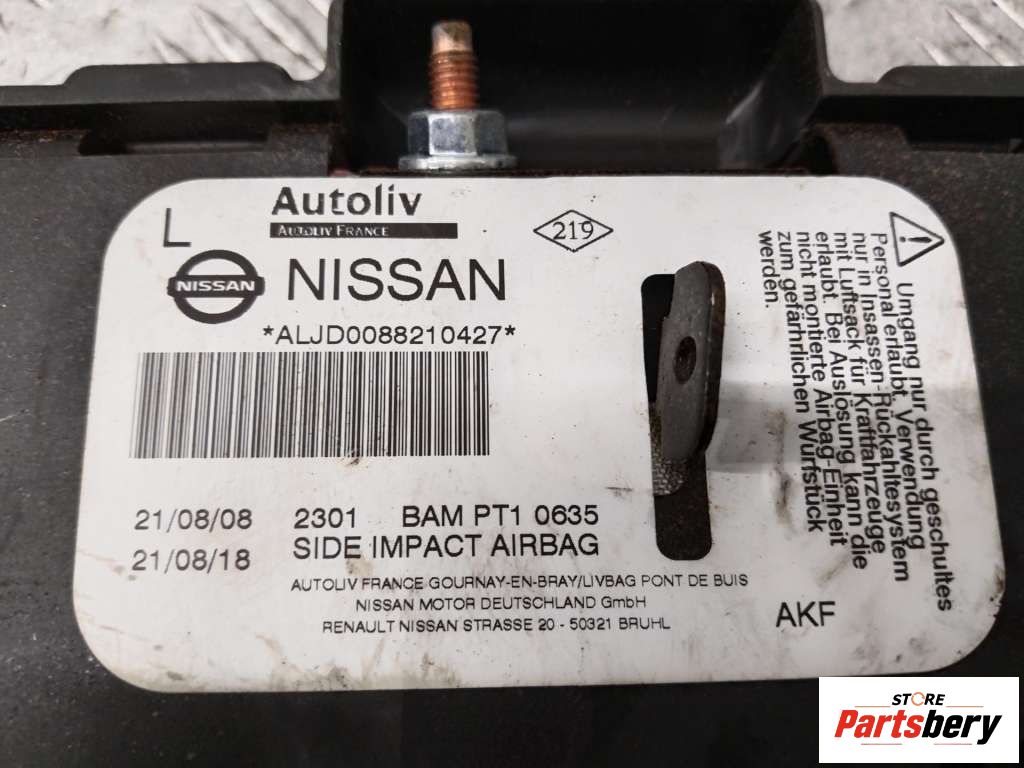 L
Autoliv
AUTOLIV FRANCE
219
NISSAN
NISSAN
*ALJD0088210427*
21/08/08 2301 BAM PT1 0635
21/08/18 SIDE IMPACT AIRBAG
AUTOLIV FRANCE GOURNAY-EN-BRAY/LIVBAG PONT DE BUIS
NISSAN MOTOR DEUTSCHLAND GmbH
RENAULT NISSAN STRASSE 20 - 50321 BRUHL
AKF
Umgang nur durch geschultes
Personal erlaubt. Verwendung
nur in Insassen-Rückahltesystem
mit Luftsack für Kraftfahrzeuge
erlaubt. Bei Auslösung kann die
nicht montierte Airbag-Einheit
zum gefährlichen Wurfstück
werden.
STORE
Partsbery